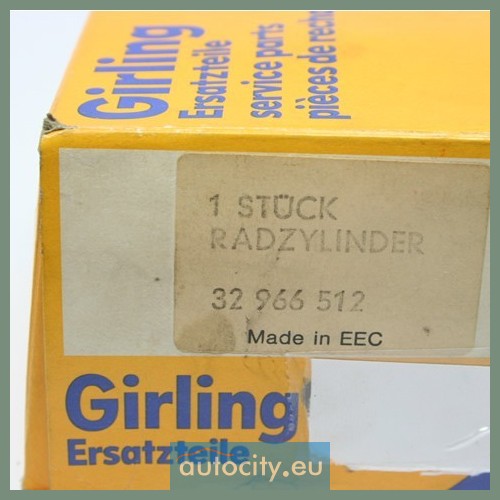 Girling
Ersatzteile
service parts
pièces de recha
1 STÜCK
RADZYLINDER
32 966 512
Made in EEC
Girling
Ersatzteile
autocity.eu